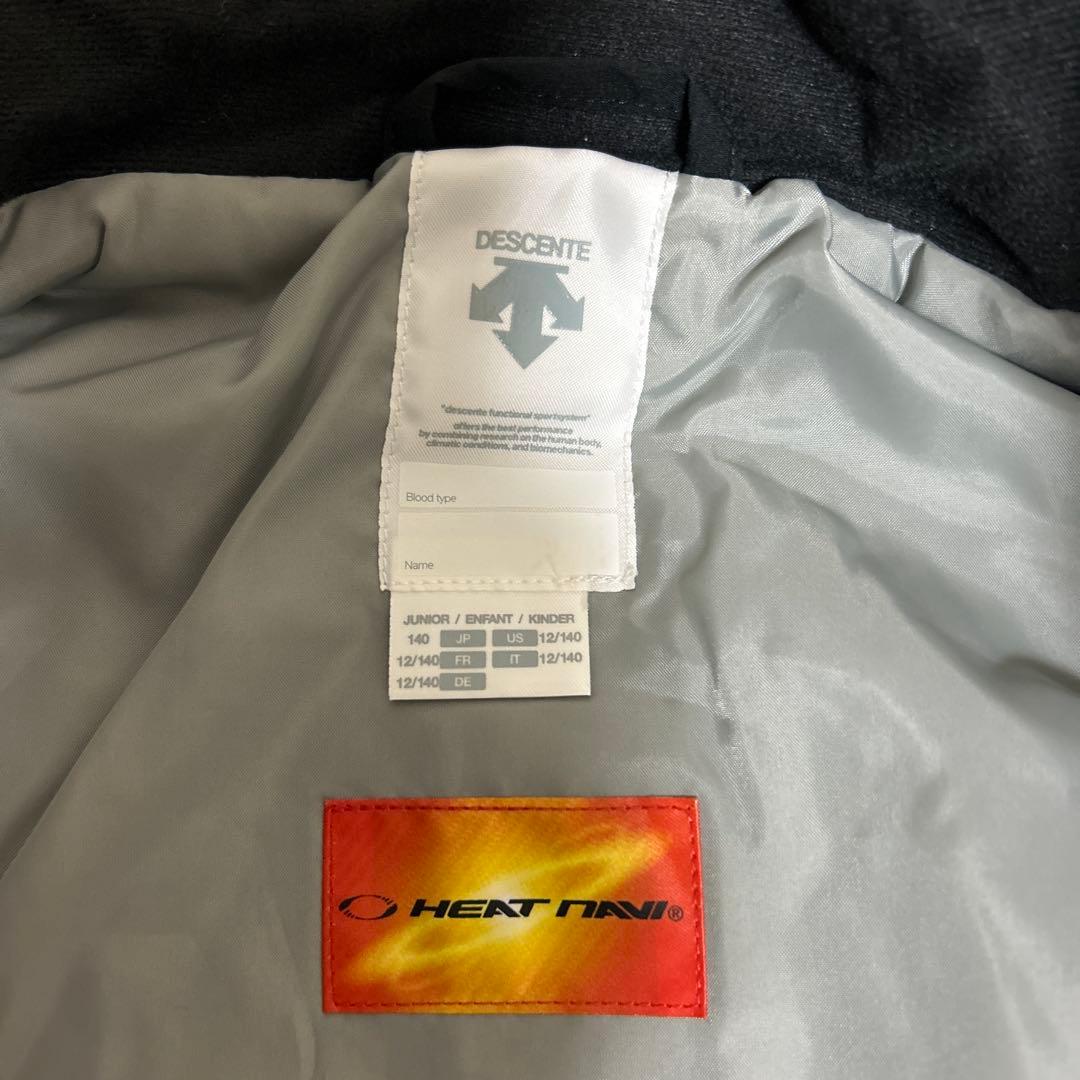 DESCENTE
"descente functional sportsystem"
offers the best performance
by combining research on the human body,
climatic conditions, and biomechanics.
Blood type
Name
JUNIOR / ENFANT / KINDER
140 JP US 12/140
12/140 FR IT 12/140
12/140 DE
HEAT NAVI®